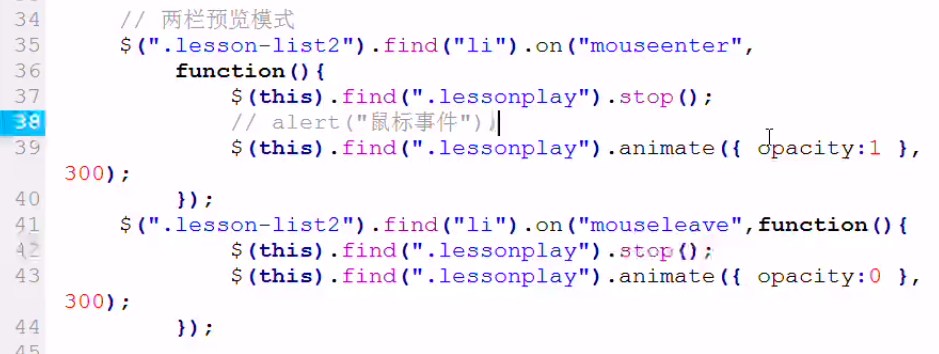 34 // 两栏预览模式
35 $(".lesson-list2").find("li").on("mouseenter",
36 function(){
37 $(this).find(".lessonplay").stop();
38 // alert("鼠标事件");
39 $(this).find(".lessonplay").animate({ opacity:1 },
300);
40 });
41 $(".lesson-list2").find("li").on("mouseleave",function(){
42 $(this).find(".lessonplay").stop();
43 $(this).find(".lessonplay").animate({ opacity:0 },
300);
44 });